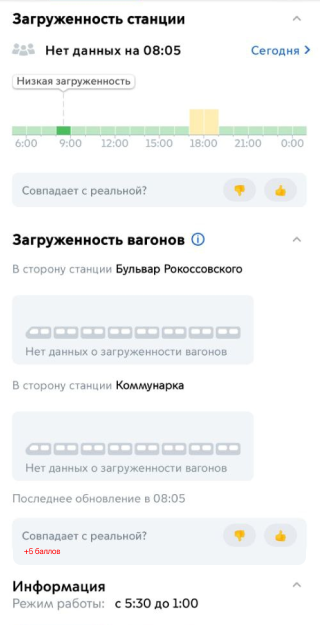 Загруженность станции
Нет данных на 08:05
Сегодня
Низкая загруженность
6:00 9:00 12:00 15:00 18:00 21:00 0:00
Совпадает с реальной?
Загруженность вагонов
В сторону станции Бульвар Рокоссовского
Нет данных о загруженности вагонов
В сторону станции Коммунарка
Нет данных о загруженности вагонов
Последнее обновление в 08:05
Совпадает с реальной?
+5 баллов
Информация
Режим работы: с 5:30 до 1:00